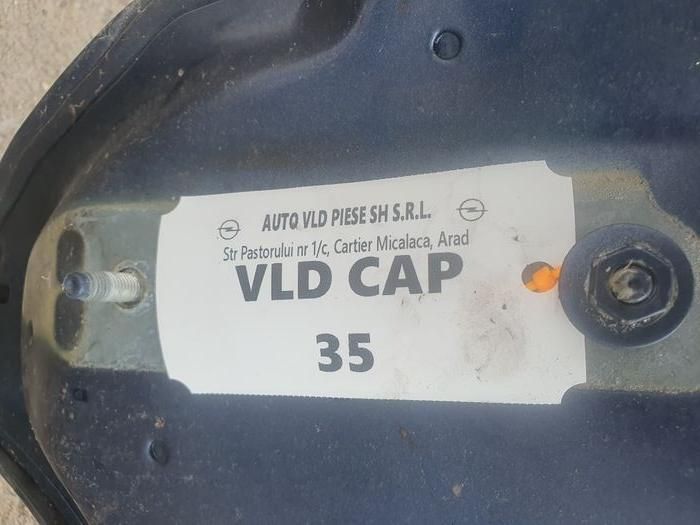 AUTO VLD PIESE SH S.R.L.
Str Pastorului nr 1/c, Cartier Micalaca, Arad
VLD CAP
35